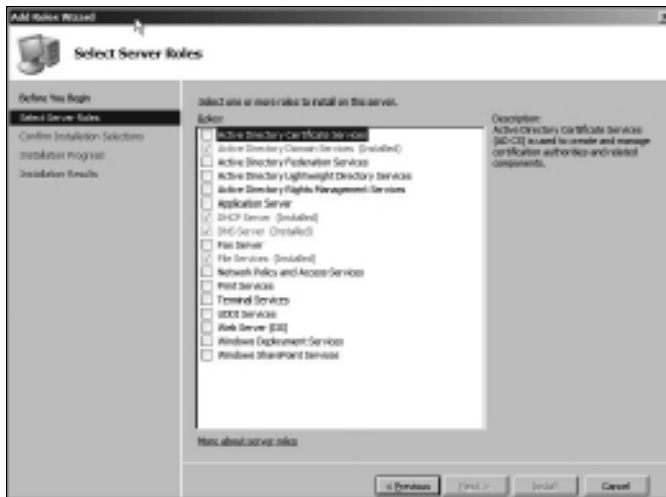 Add Roles Wizard
Select Server Roles
Before You Begin
Select Server Roles
Confirm Installation Selections
Installation Progress
Installation Results
Select one or more roles to install on this server.
Roles:
Active Directory Certificate Services
Active Directory Domain Services (Installed)
Active Directory Federation Services
Active Directory Lightweight Directory Services
Active Directory Rights Management Services
Application Server
DHCP Server (Installed)
DNS Server (Installed)
Fax Server
File Services (Installed)
Network Policy and Access Services
Print Services
Terminal Services
UDDI Services
Web Server (IIS)
Windows Deployment Services
Windows SharePoint Services
More about server roles
Description:
Active Directory Certificate Services
(AD CS) is used to create and manage
certification authorities and related
components.
< Previous
Next >
Install
Cancel